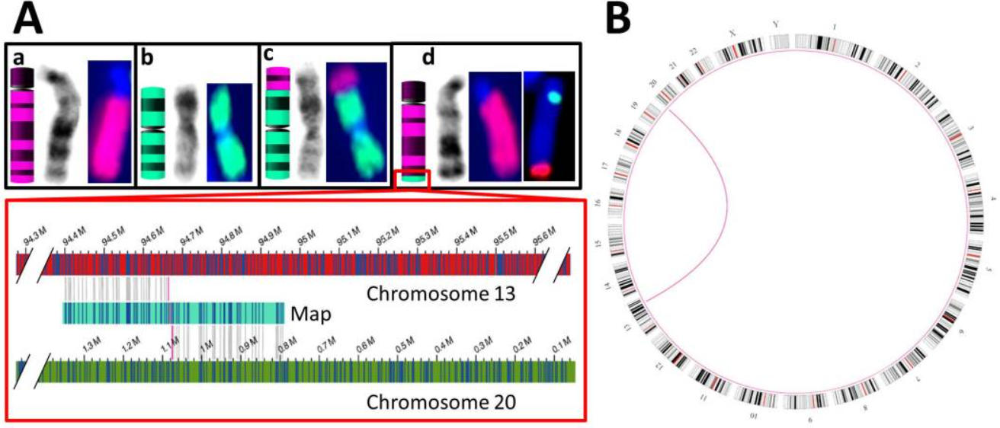 A
a
b
c
d
94.3 M
94.4 M
94.5 M
94.6 M
94.7 M
94.8 M
94.9 M
95 M
95.1 M
95.2 M
95.3 M
95.4 M
95.5 M
95.6 M
Chromosome 13
Map
1.3 M
1.2 M
1.1 M
1 M
0.9 M
0.8 M
0.7 M
0.6 M
0.5 M
0.4 M
0.3 M
0.2 M
0.1 M
Chromosome 20
B
1
2
3
4
5
6
7
8
9
10
11
12
13
14
15
16
17
18
19
20
21
22
X
Y